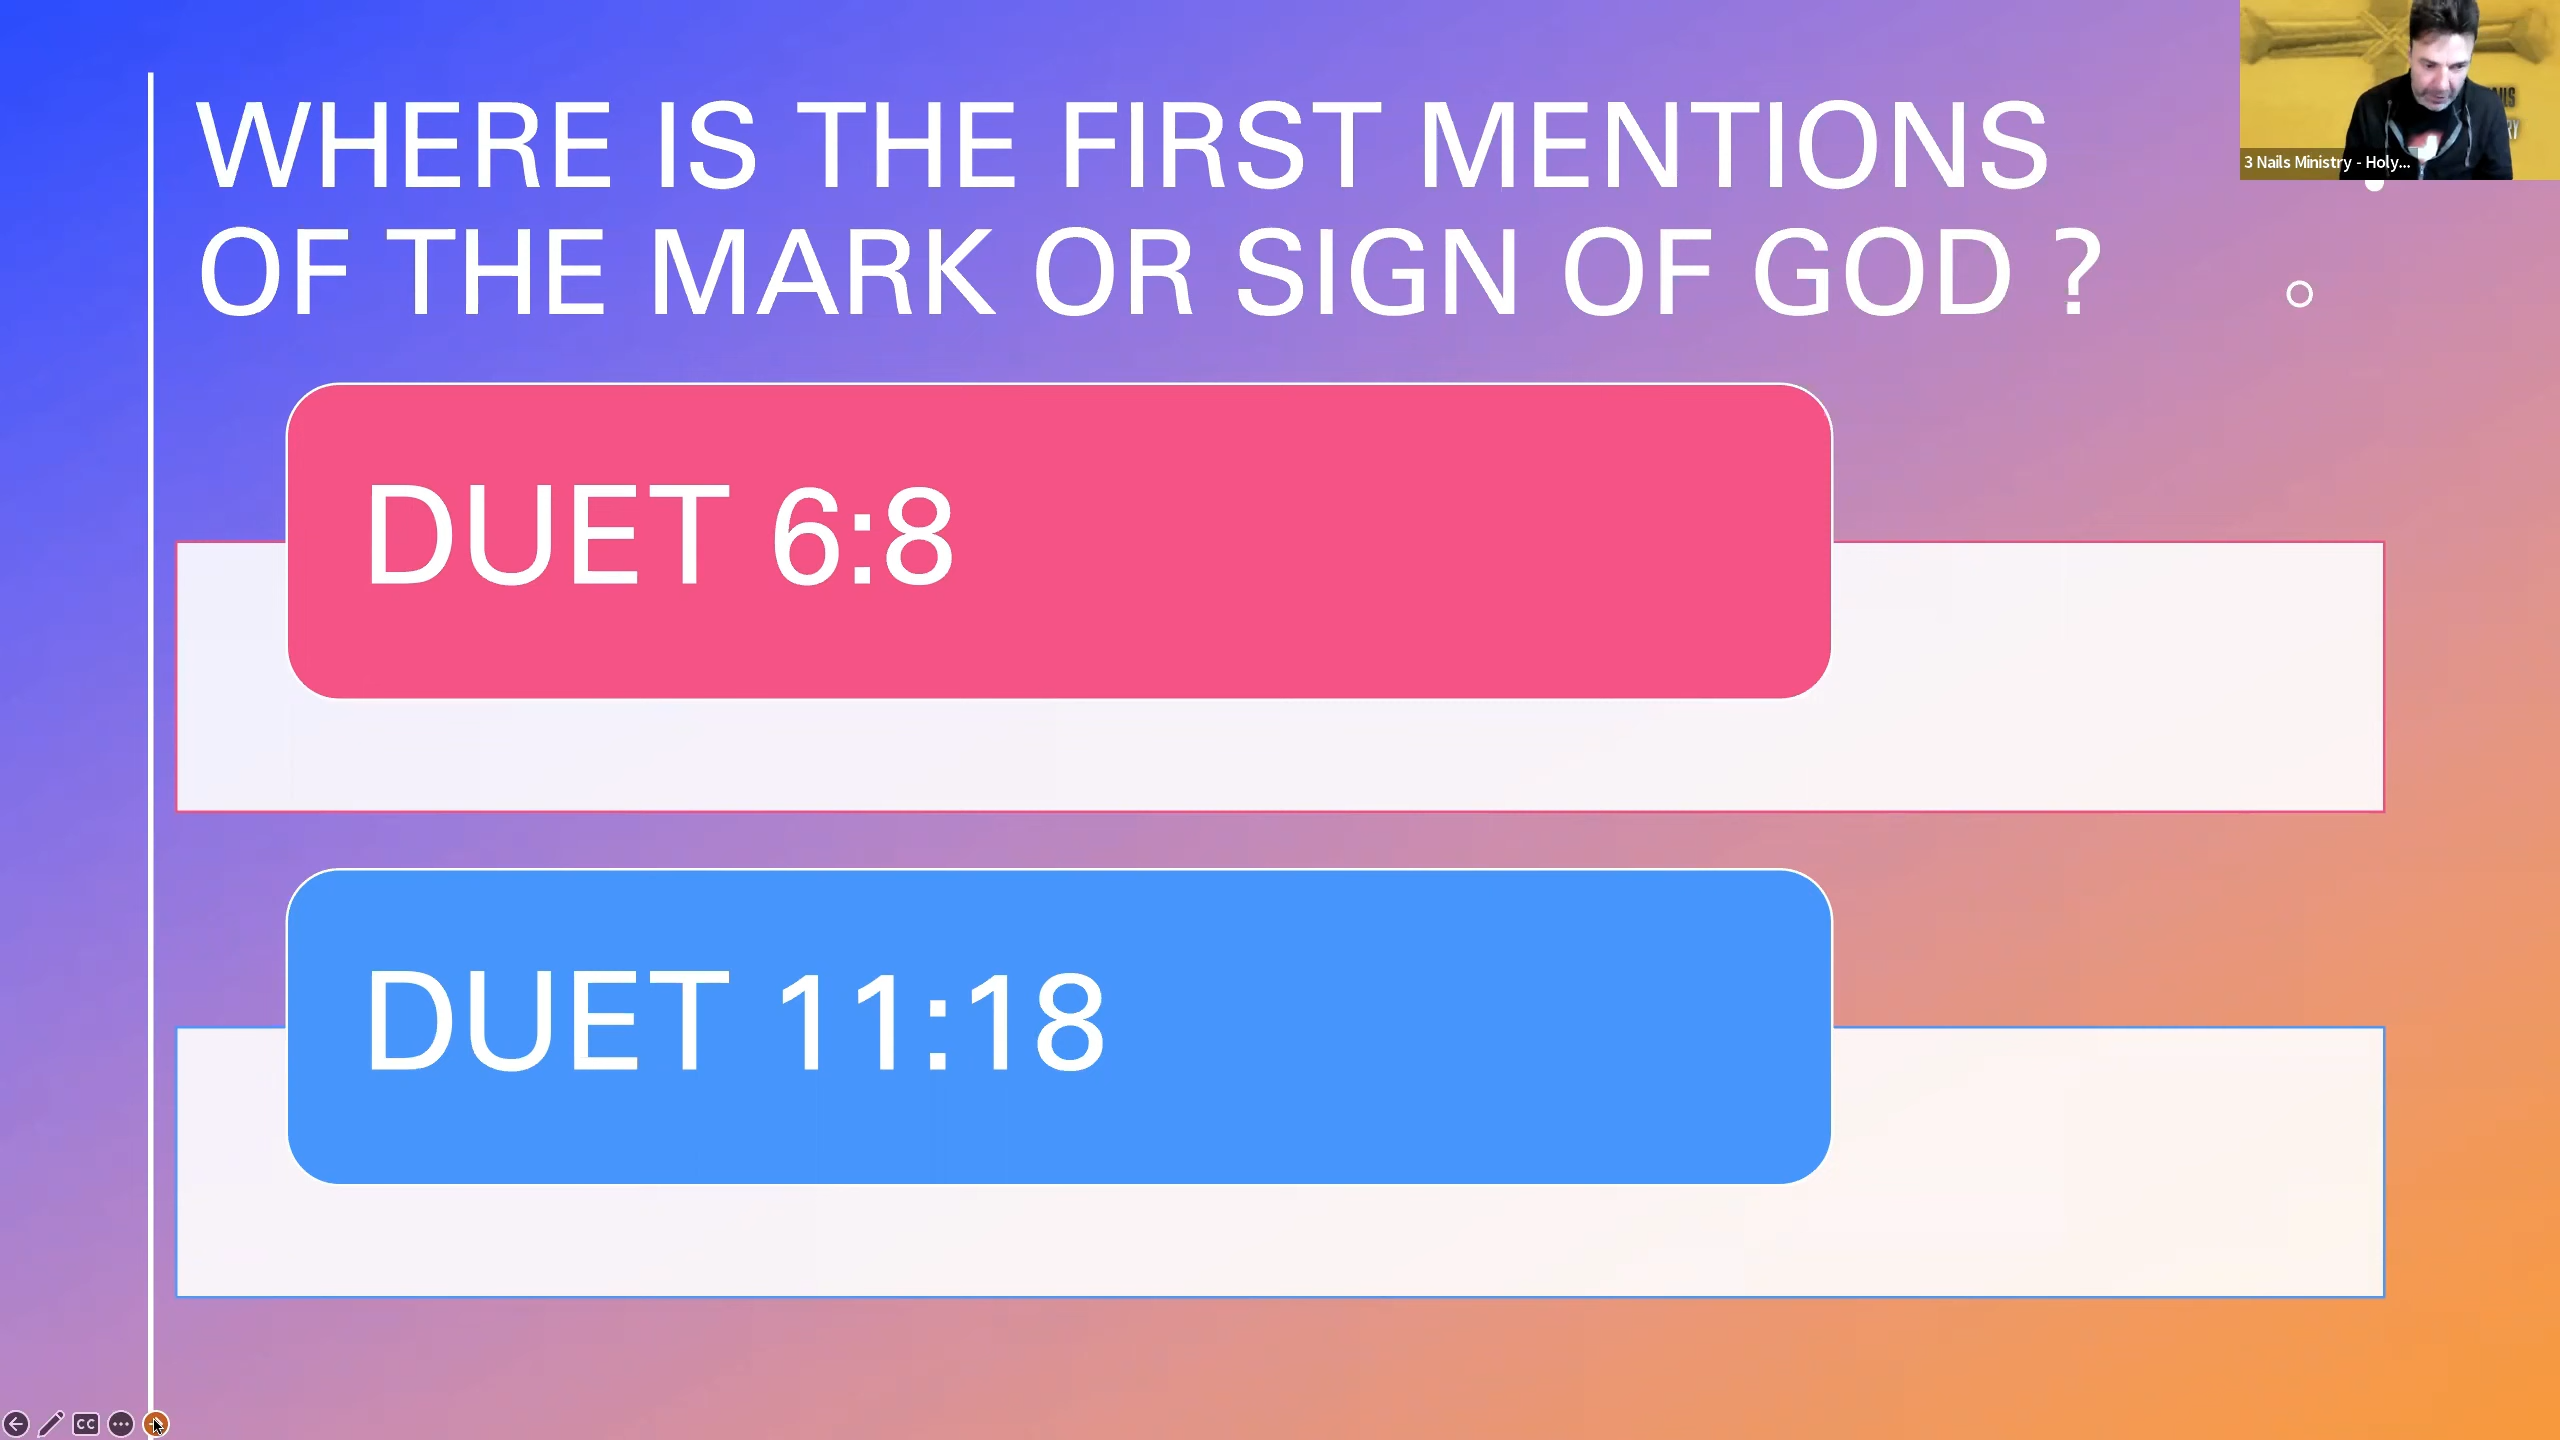 WHERE IS THE FIRST MENTIONS
OF THE MARK OR SIGN OF GOD ?
3 Nails Ministry - Holy...
DUET 6:8
DUET 11:18
CC